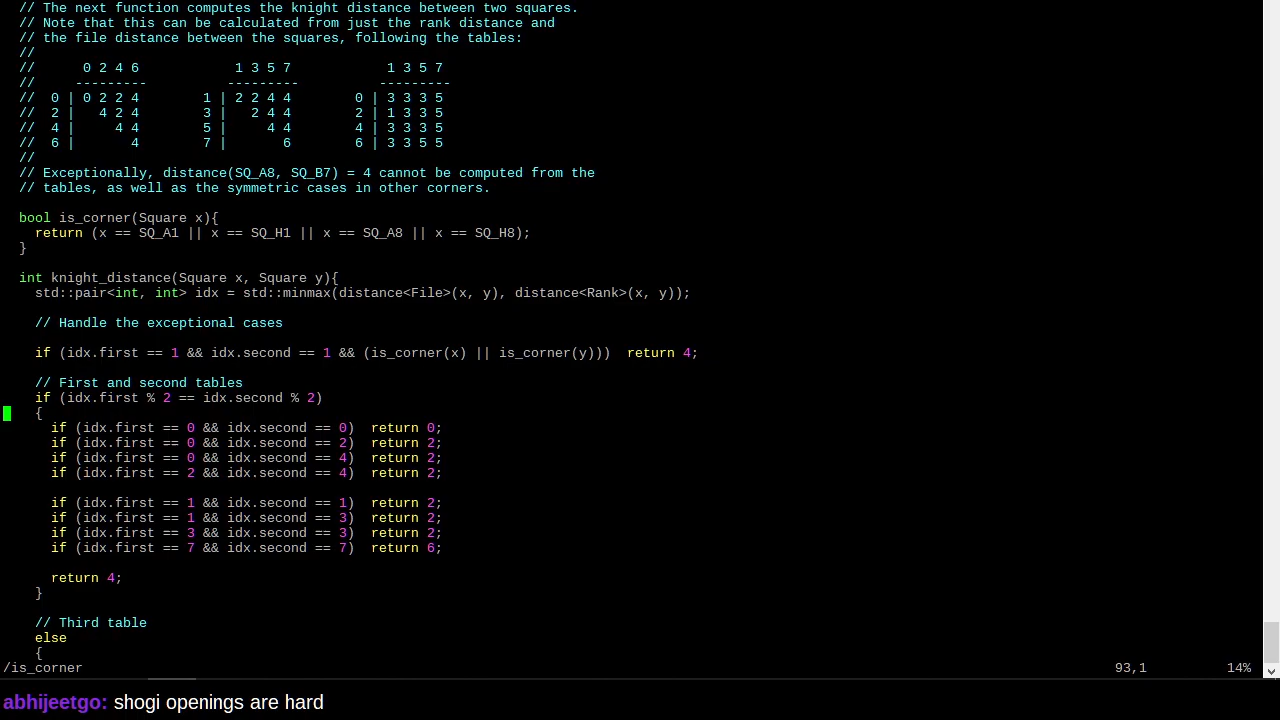 // The next function computes the knight distance between two squares.
// Note that this can be calculated from just the rank distance and
// the file distance between the squares, following the tables:
//
//      0 2 4 6            1 3 5 7            1 3 5 7
//     ---------          ---------          ---------
//  0 | 0 2 2 4        1 | 2 2 4 4        0 | 3 3 3 5
//  2 |   4 2 4        3 |   2 4 4        2 | 1 3 3 5
//  4 |     4 4        5 |     4 4        4 | 3 3 3 5
//  6 |       4        7 |       6        6 | 3 3 5 5
//
// Exceptionally, distance(SQ_A8, SQ_B7) = 4 cannot be computed from the
// tables, as well as the symmetric cases in other corners.
bool is_corner(Square x){
return (x == SQ_A1 || x == SQ_H1 || x == SQ_A8 || x == SQ_H8);
}
int knight_distance(Square x, Square y){
std::pair<int, int> idx = std::minmax(distance<File>(x, y), distance<Rank>(x, y));
// Handle the exceptional cases
if (idx.first == 1 && idx.second == 1 && (is_corner(x) || is_corner(y)))  return 4;
// First and second tables
if (idx.first % 2 == idx.second % 2)
{
if (idx.first == 0 && idx.second == 0)  return 0;
if (idx.first == 0 && idx.second == 2)  return 2;
if (idx.first == 0 && idx.second == 4)  return 2;
if (idx.first == 2 && idx.second == 4)  return 2;
if (idx.first == 1 && idx.second == 1)  return 2;
if (idx.first == 1 && idx.second == 3)  return 2;
if (idx.first == 3 && idx.second == 3)  return 2;
if (idx.first == 7 && idx.second == 7)  return 6;
return 4;
}
// Third table
else
{
/is_corner 93,1 14%
abhijeetgo: shogi openings are hard